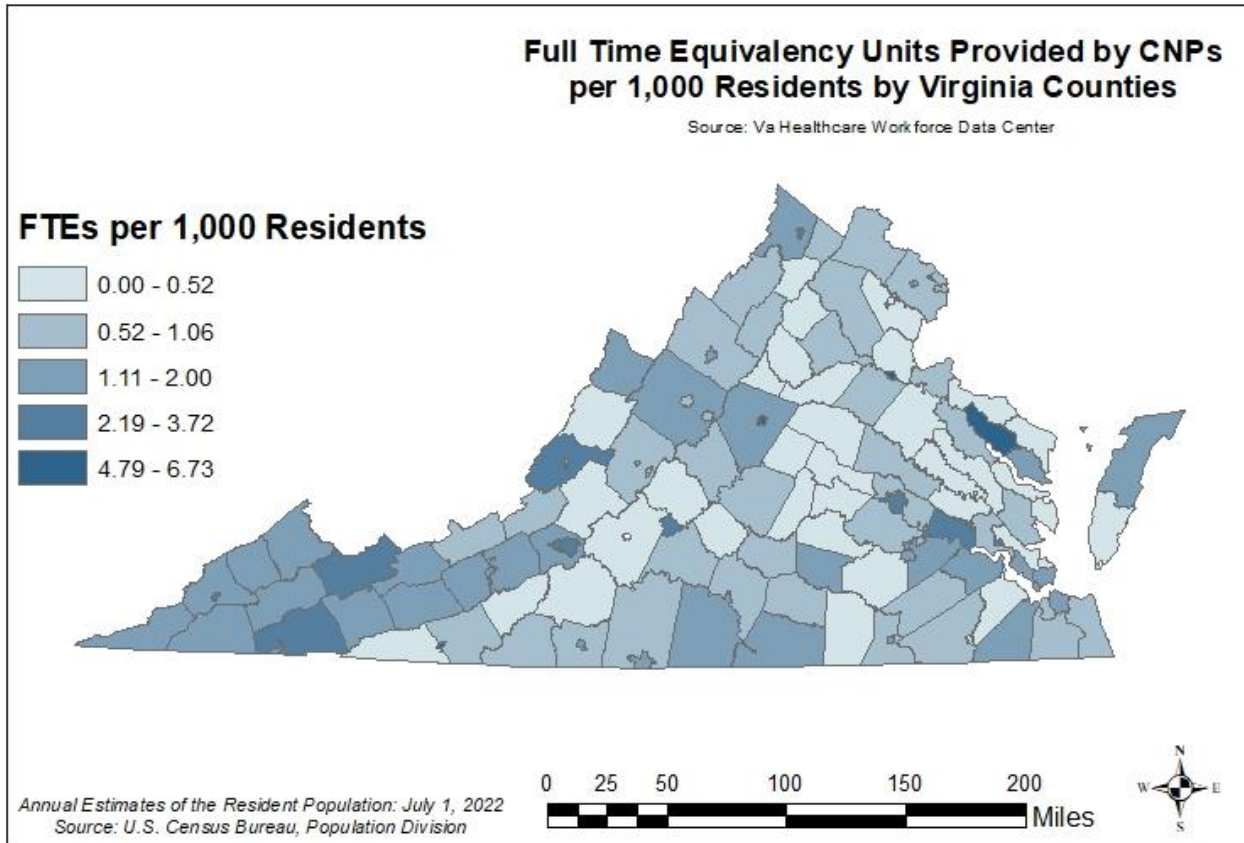 Full Time Equivalency Units Provided by CNPs
per 1,000 Residents by Virginia Counties
Source: Va Healthcare Workforce Data Center
FTEs per 1,000 Residents
0.00 - 0.52
0.52 - 1.06
1.11 - 2.00
2.19 - 3.72
4.79 - 6.73
Annual Estimates of the Resident Population: July 1, 2022
Source: U.S. Census Bureau, Population Division
0 25 50 100 150 200
Miles
N
W E
S